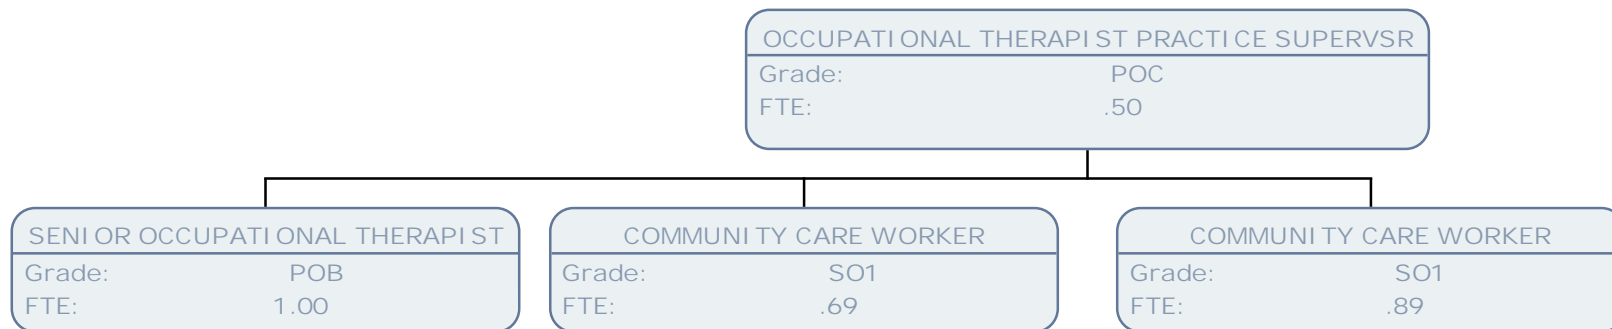 OCCUPATIONAL THERAPIST PRACTICE SUPERVSR
Grade: POC
FTE: .50
SENIOR OCCUPATIONAL THERAPIST
Grade: POB
FTE: 1.00
COMMUNITY CARE WORKER
Grade: SO1
FTE: .69
COMMUNITY CARE WORKER
Grade: SO1
FTE: .89